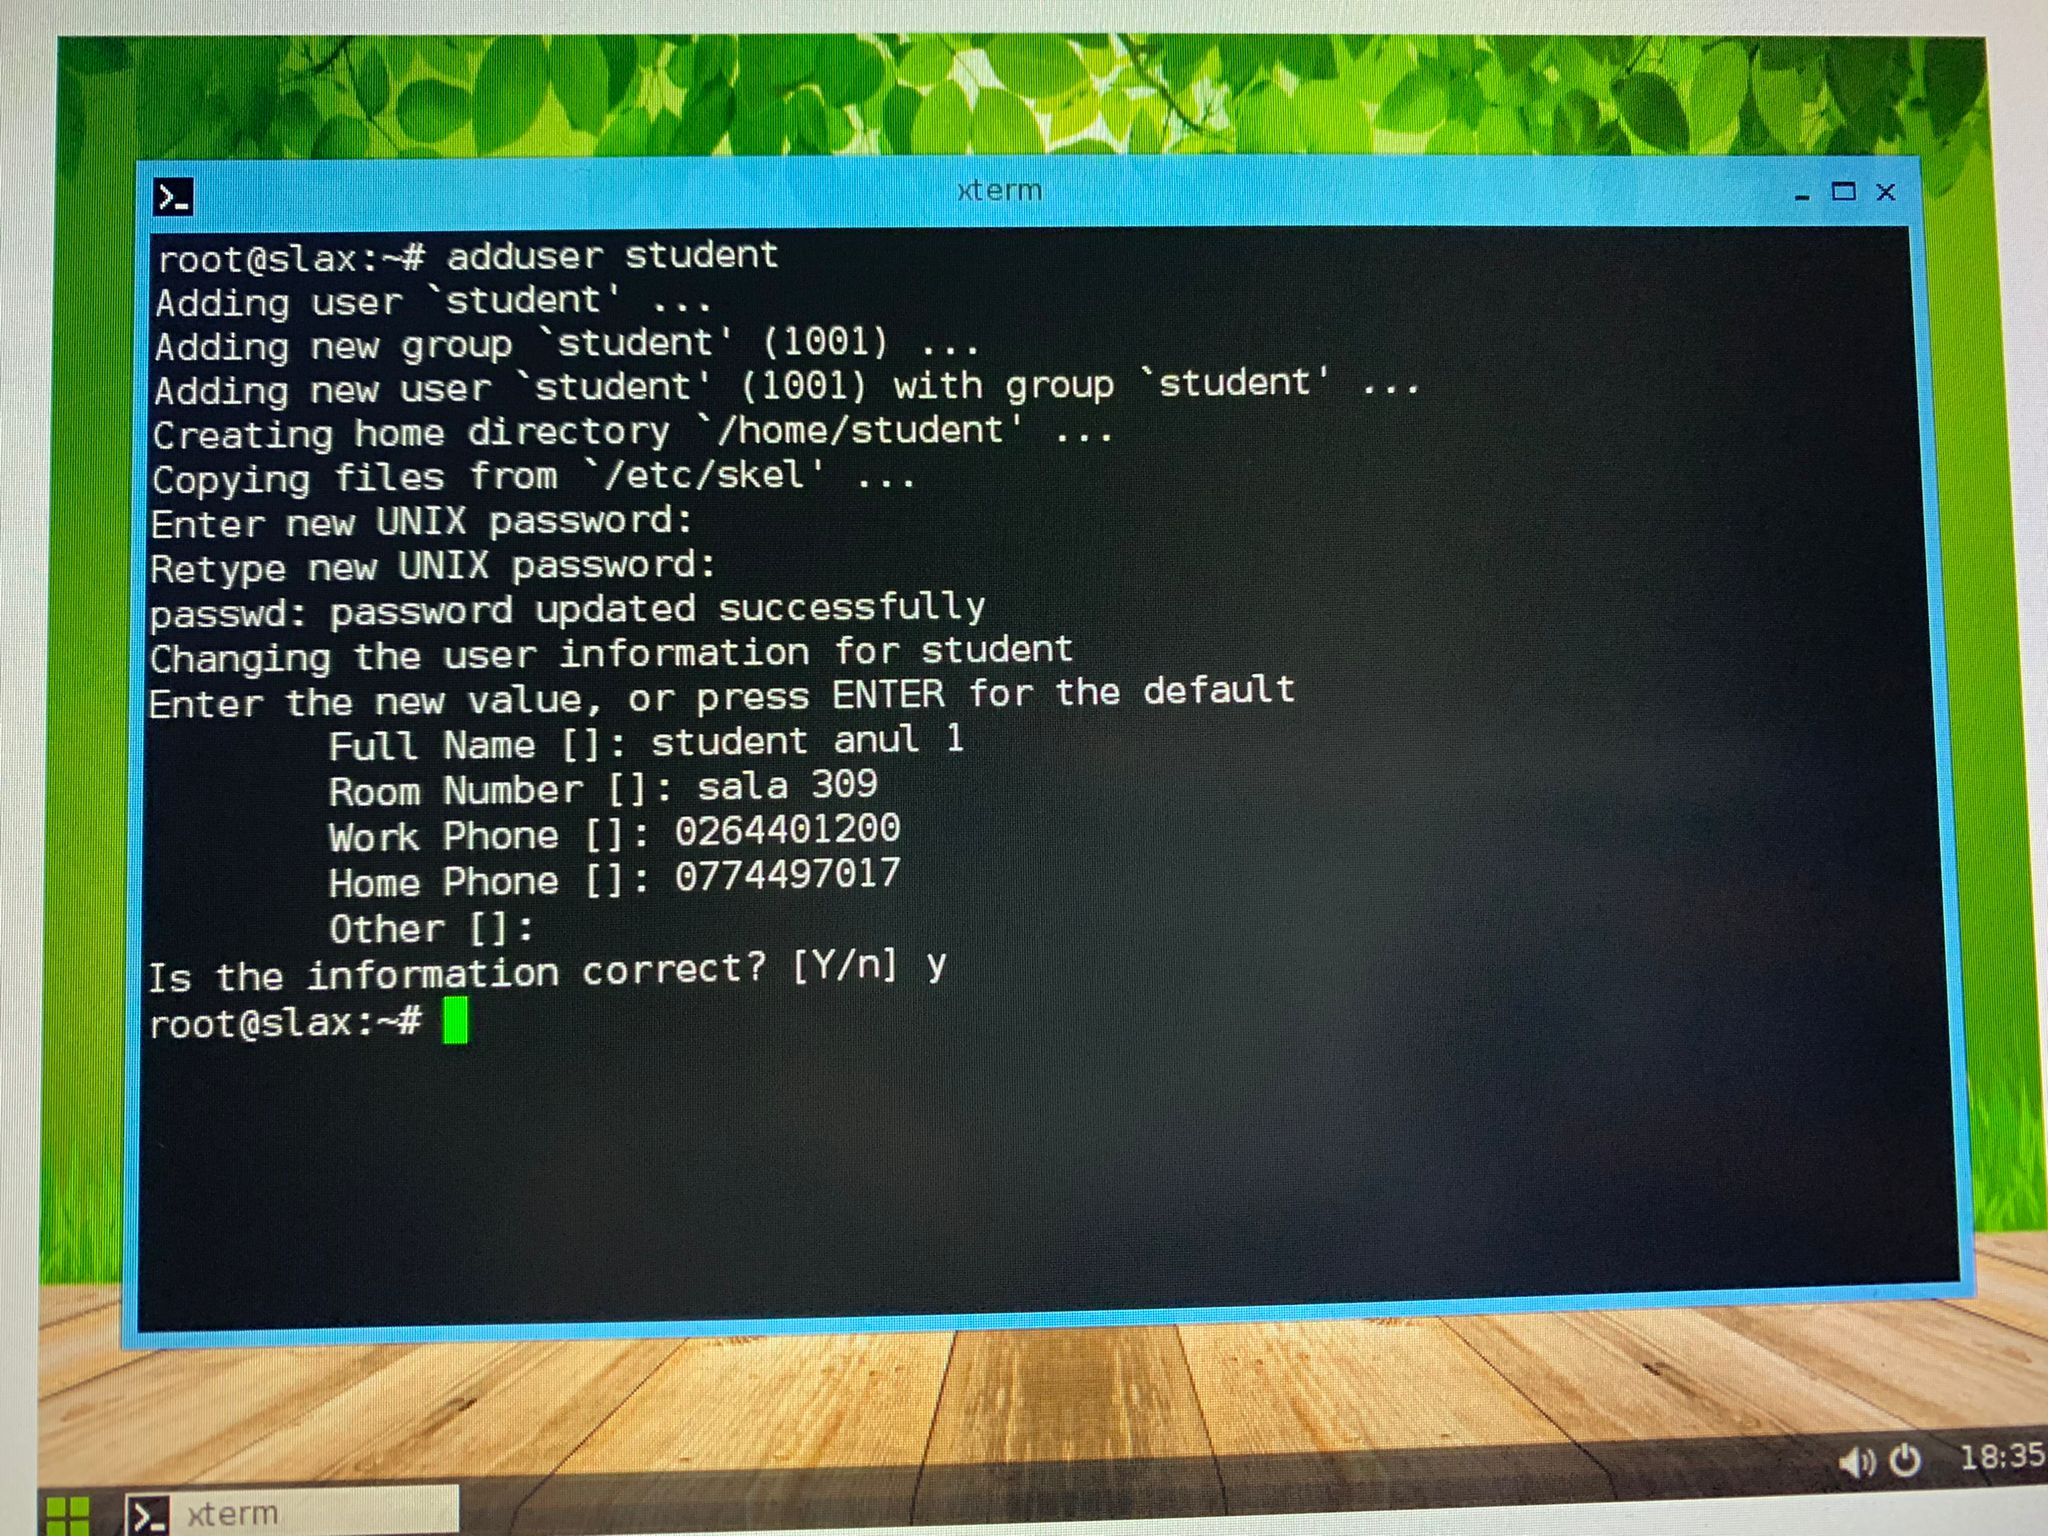 xterm
root@slax:~# adduser student
Adding user `student' ...
Adding new group `student' (1001) ...
Adding new user `student' (1001) with group `student' ...
Creating home directory `/home/student' ...
Copying files from `/etc/skel' ...
Enter new UNIX password:
Retype new UNIX password:
passwd: password updated successfully
Changing the user information for student
Enter the new value, or press ENTER for the default
Full Name []: student anul 1
Room Number []: sala 309
Work Phone []: 0264401200
Home Phone []: 0774497017
Other []:
Is the information correct? [Y/n] y
root@slax:~#
xterm
18:35